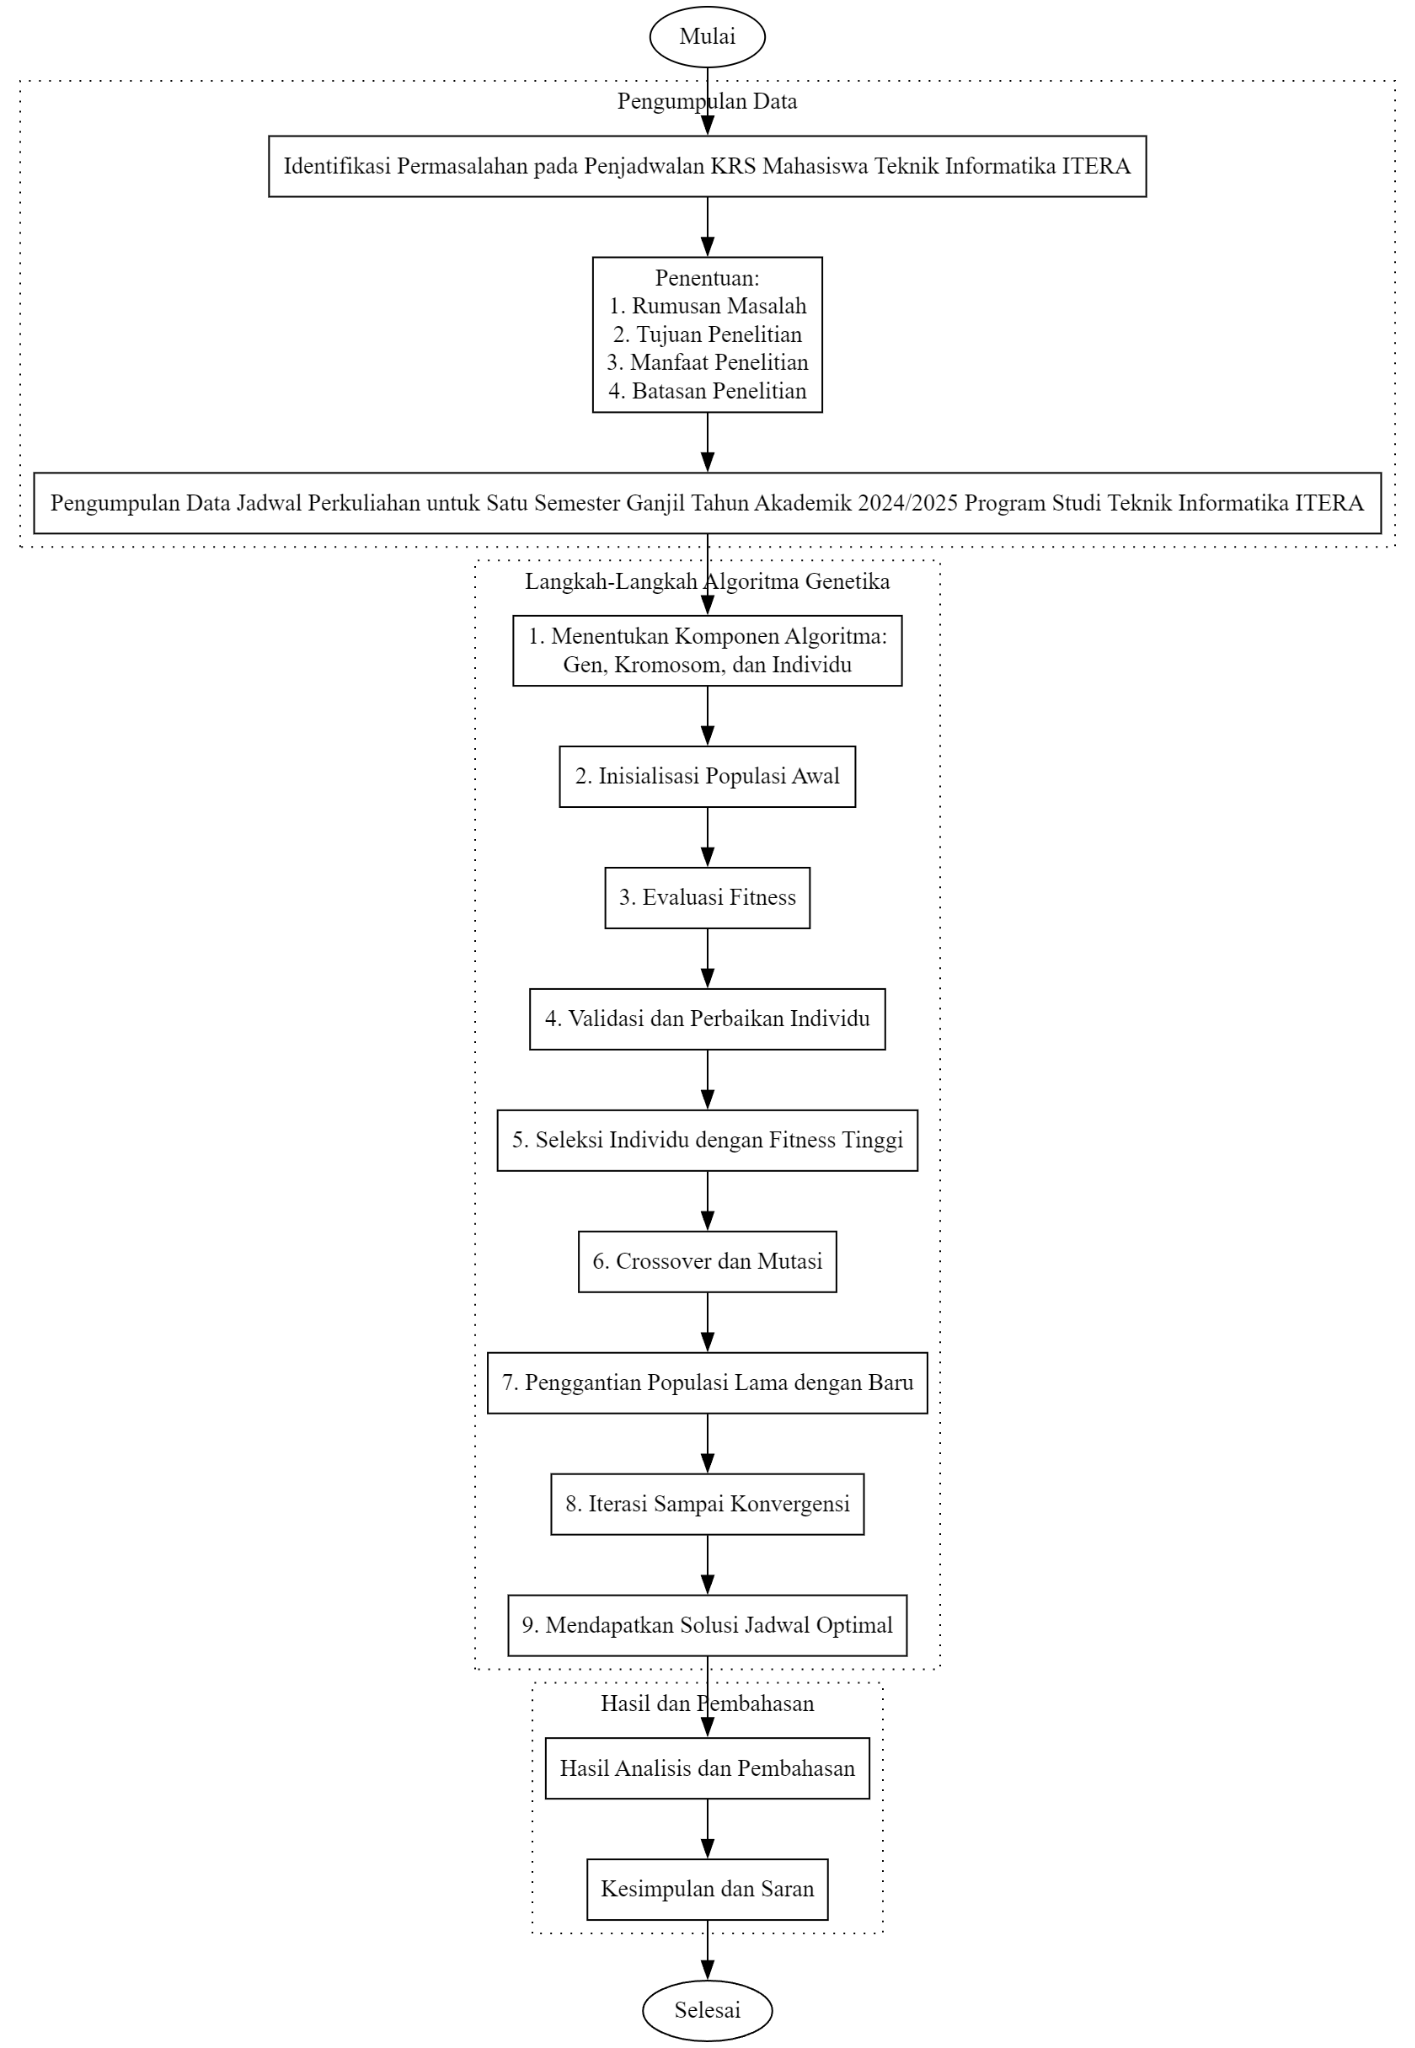 Mulai
Pengumpulan Data
Identifikasi Permasalahan pada Penjadwalan KRS Mahasiswa Teknik Informatika ITERA
Penentuan:
1. Rumusan Masalah
2. Tujuan Penelitian
3. Manfaat Penelitian
4. Batasan Penelitian
Pengumpulan Data Jadwal Perkuliahan untuk Satu Semester Ganjil Tahun Akademik 2024/2025 Program Studi Teknik Informatika ITERA
Langkah-Langkah Algoritma Genetika
1. Menentukan Komponen Algoritma:
Gen, Kromosom, dan Individu
2. Inisialisasi Populasi Awal
3. Evaluasi Fitness
4. Validasi dan Perbaikan Individu
5. Seleksi Individu dengan Fitness Tinggi
6. Crossover dan Mutasi
7. Penggantian Populasi Lama dengan Baru
8. Iterasi Sampai Konvergensi
9. Mendapatkan Solusi Jadwal Optimal
Hasil dan Pembahasan
Hasil Analisis dan Pembahasan
Kesimpulan dan Saran
Selesai